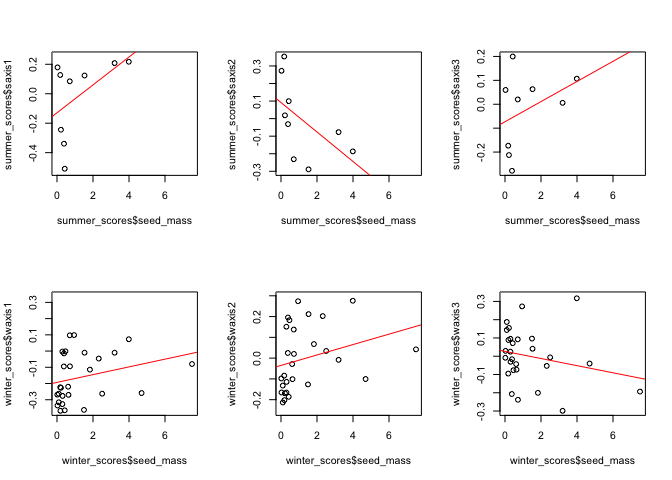 summer_scores$saxis1
0.2
0.0
-0.2
-0.4
0 2 4 6
summer_scores$seed_mass
summer_scores$saxis2
0.3
0.1
-0.1
-0.3
0 2 4 6
summer_scores$seed_mass
summer_scores$saxis3
0.2
0.0
-0.2
0 2 4 6
summer_scores$seed_mass
winter_scores$waxis1
0.3
0.1
-0.1
-0.3
0 2 4 6
winter_scores$seed_mass
winter_scores$waxis2
0.2
0.0
-0.2
0 2 4 6
winter_scores$seed_mass
winter_scores$waxis3
0.3
0.1
-0.1
-0.3
0 2 4 6
winter_scores$seed_mass